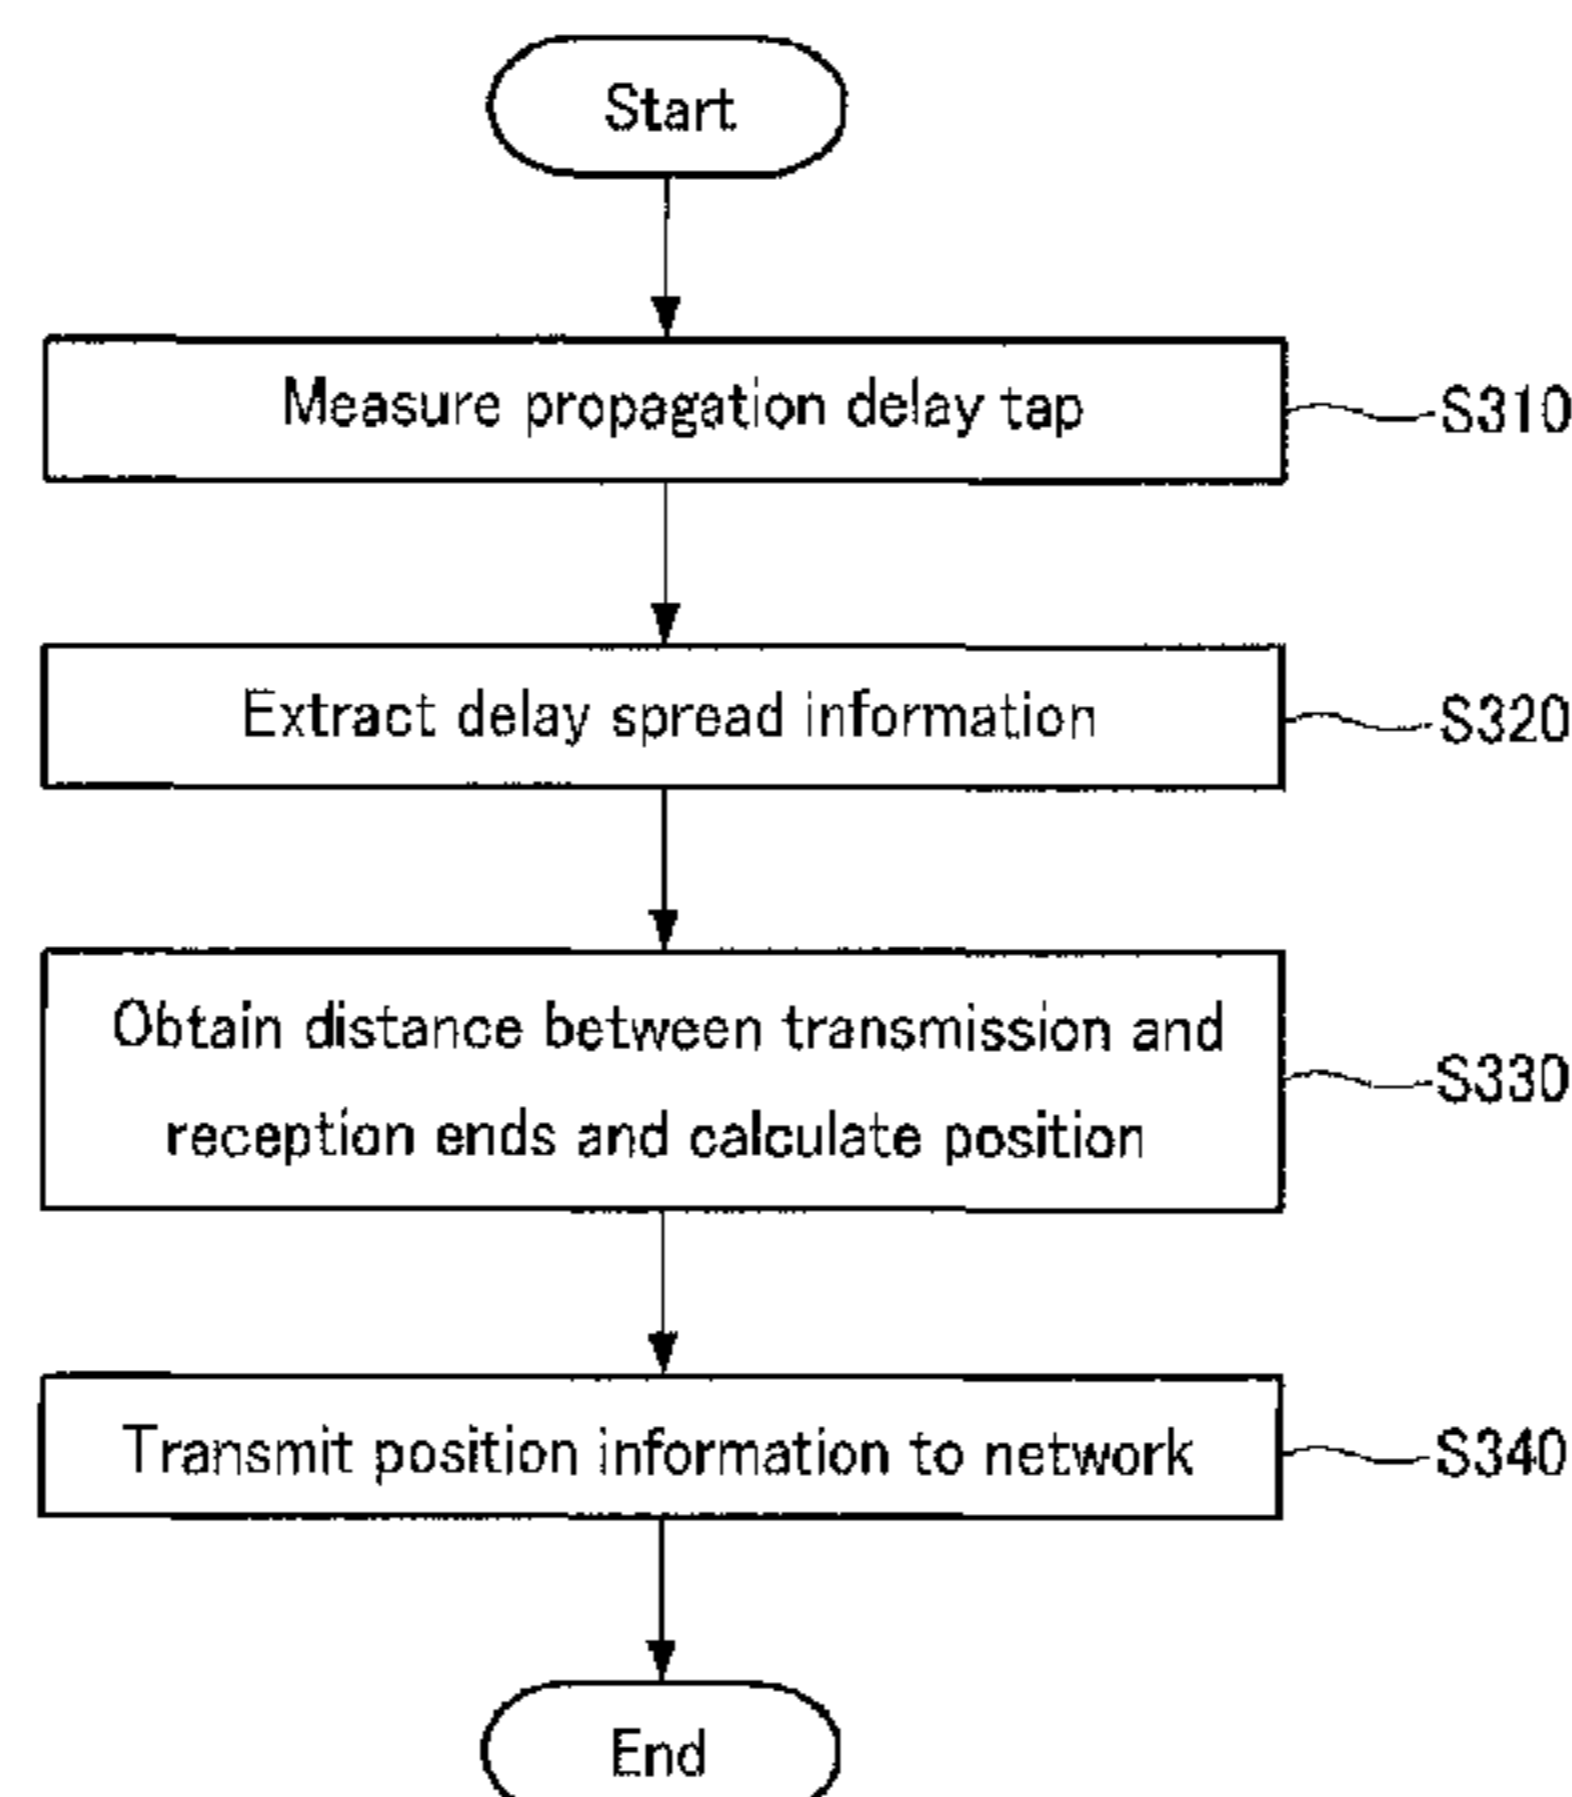 Start
Measure propagation delay tap
S310
Extract delay spread information
S320
Obtain distance between transmission and
reception ends and calculate position
S330
Transmit position information to network
S340
End